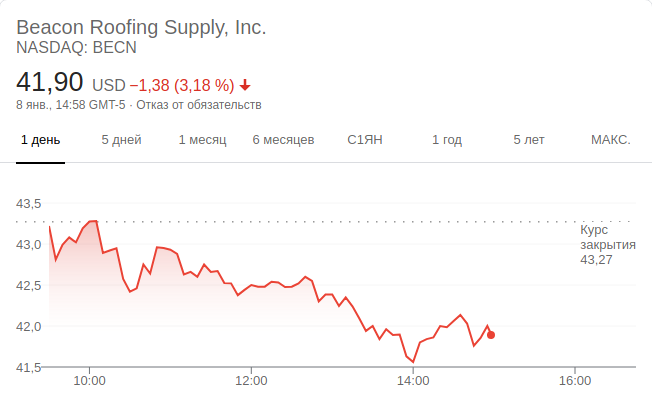 Beacon Roofing Supply, Inc.
NASDAQ: BECN
41,90 USD −1,38 (3,18 %)
8 янв., 14:58 GMT-5 · Отказ от обязательств
1 день 5 дней 1 месяц 6 месяцев С1ЯН 1 год 5 лет МАКС.
43,5
Курс
закрытия
43,27
43,0
42,5
42,0
41,5
10:00 12:00 14:00 16:00